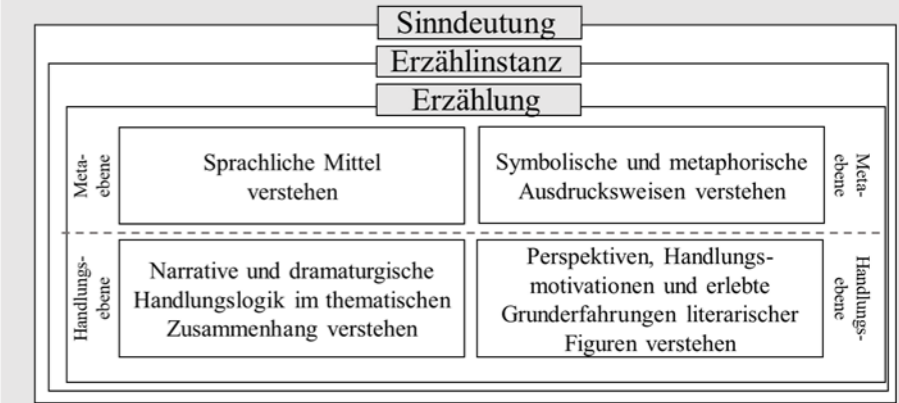 Sinndeutung
Erzählinstanz
Erzählung
Meta-
ebene
Sprachliche Mittel
verstehen
Symbolische und metaphorische
Ausdrucksweisen verstehen
Meta-
ebene
Handlungs-
ebene
Narrative und dramaturgische
Handlungslogik im thematischen
Zusammenhang verstehen
Perspektiven, Handlungs-
motivationen und erlebte
Grunderfahrungen literarischer
Figuren verstehen
Handlungs-
ebene